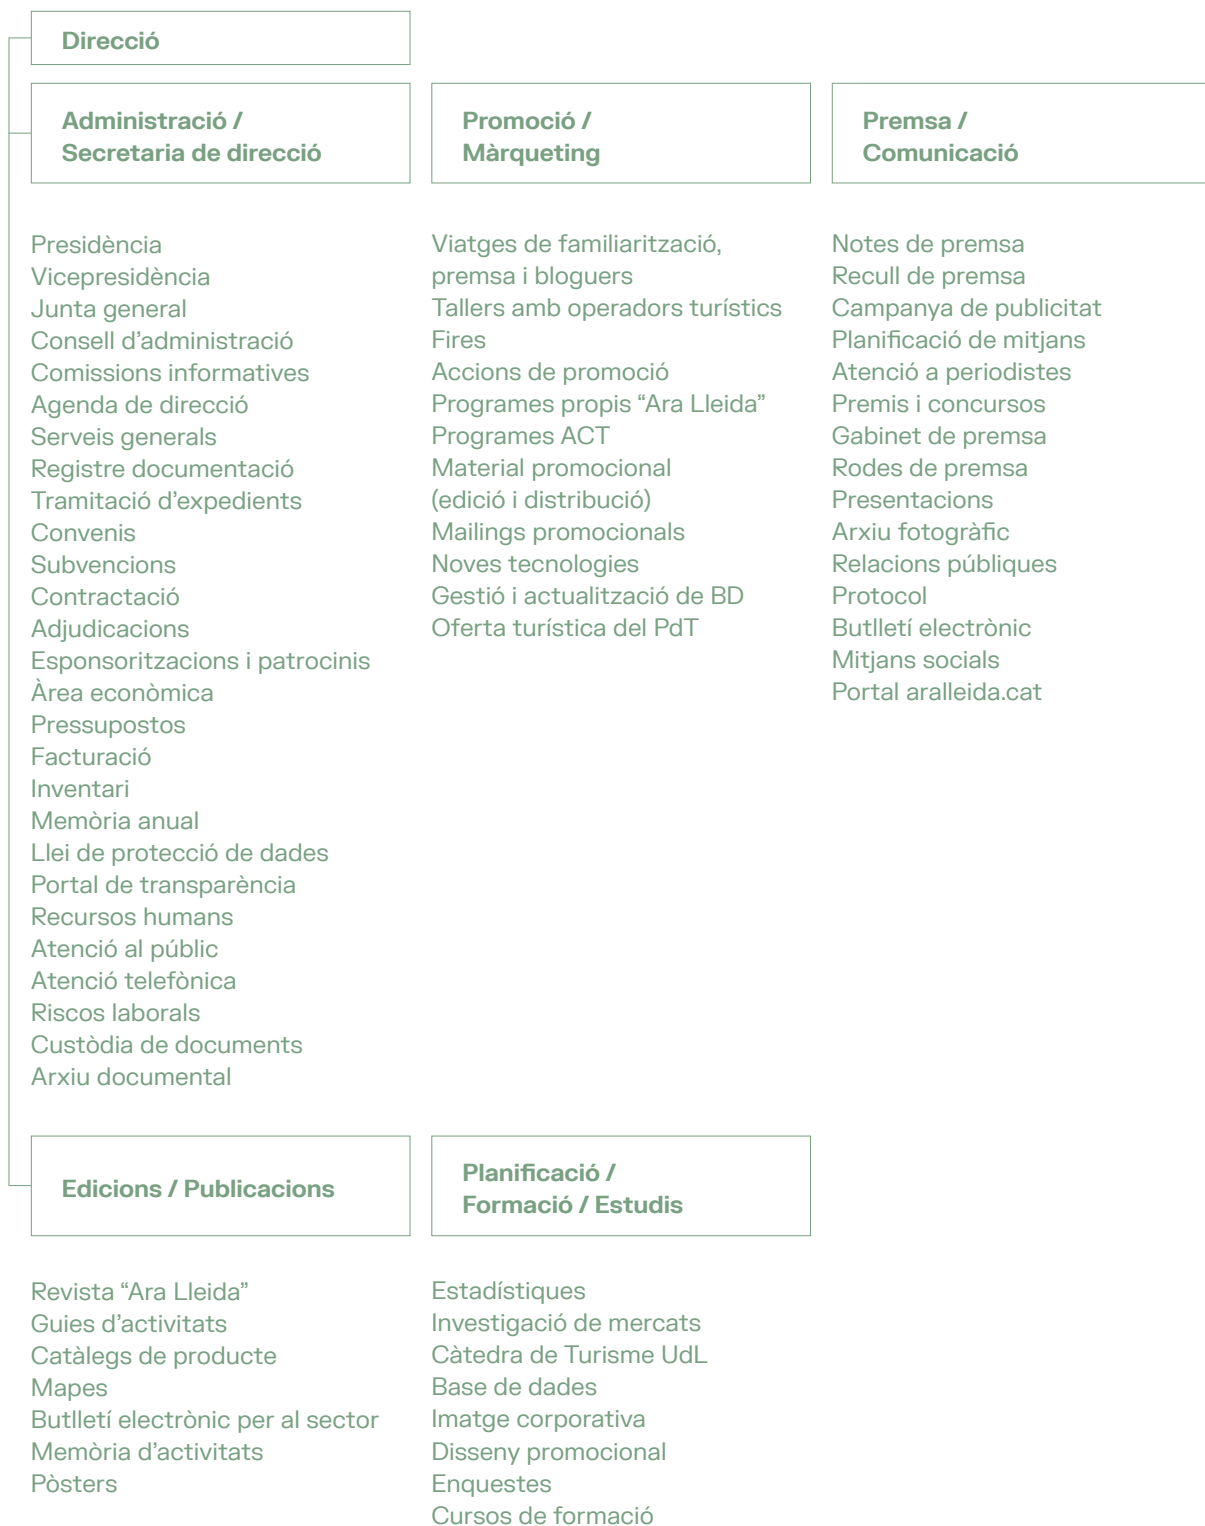 Direcció
Administració /
Secretaria de direcció
Presidència
Vicepresidència
Junta general
Consell d’administració
Comissions informatives
Agenda de direcció
Serveis generals
Registre documentació
Tramitació d’expedients
Convenis
Subvencions
Contractació
Adjudicacions
Esponsoritzacions i patrocinis
Àrea econòmica
Pressupostos
Facturació
Inventari
Memòria anual
Llei de protecció de dades
Portal de transparència
Recursos humans
Atenció al públic
Atenció telefònica
Riscos laborals
Custòdia de documents
Arxiu documental
Promoció /
Màrqueting
Viatges de familiarització,
premsa i bloguers
Tallers amb operadors turístics
Fires
Accions de promoció
Programes propis “Ara Lleida”
Programes ACT
Material promocional
(edició i distribució)
Mailings promocionals
Noves tecnologies
Gestió i actualització de BD
Oferta turística del PdT
Premsa /
Comunicació
Notes de premsa
Recull de premsa
Campanya de publicitat
Planificació de mitjans
Atenció a periodistes
Premis i concursos
Gabinet de premsa
Rodes de premsa
Presentacions
Arxiu fotogràfic
Relacions públiques
Protocol
Butlletí electrònic
Mitjans socials
Portal aralleida.cat
Edicions / Publicacions
Revista “Ara Lleida”
Guies d’activitats
Catàlegs de producte
Mapes
Butlletí electrònic per al sector
Memòria d’activitats
Pòsters
Planificació /
Formació / Estudis
Estadístiques
Investigació de mercats
Càtedra de Turisme UdL
Base de dades
Imatge corporativa
Disseny promocional
Enquestes
Cursos de formació